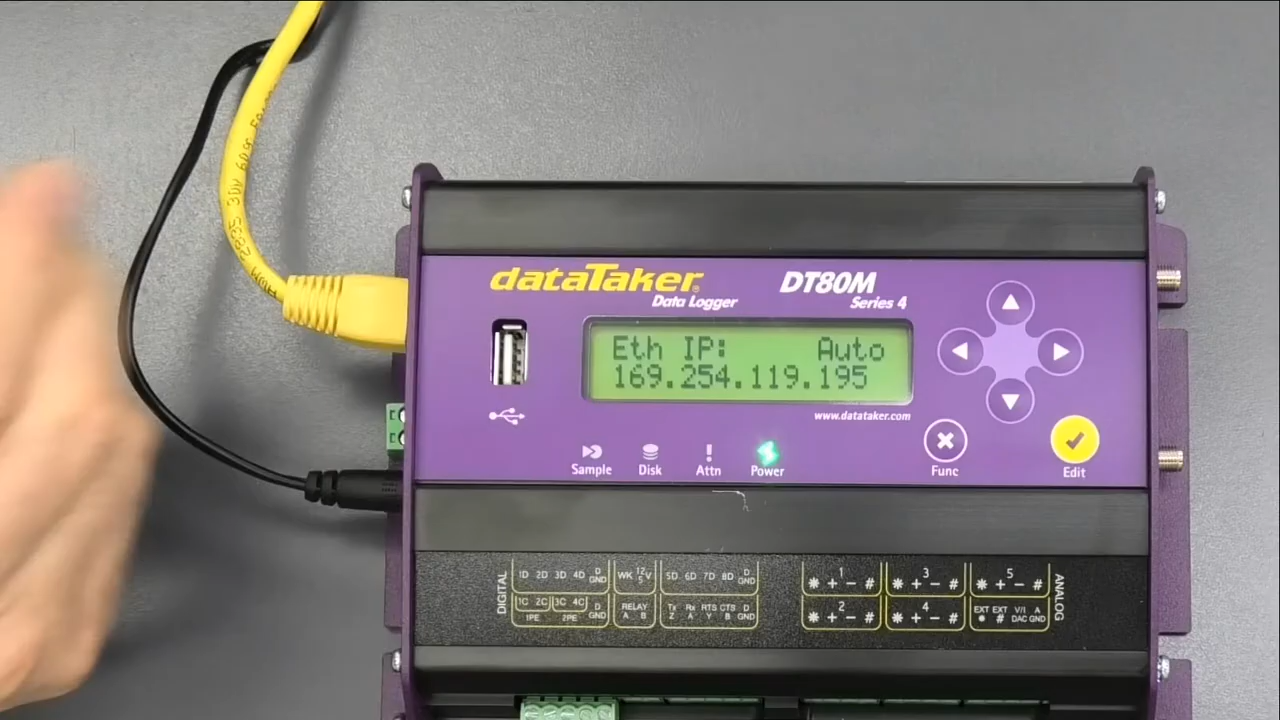 dataTaker
Data Logger
DT80M
Series 4
Eth IP: Auto
169.254.119.195
www.datataker.com
Sample Disk Attn Power
Func Edit
DIGITAL
1D 2D 3D 4D D GND
WK 12V 5
5D 6D 7D 8D D GND
1C 2C 3C 4C D GND
1PE 2PE
RELAY A B
Tx Z Rx A RTS Y CTS B D GND
1 3 5
* + - # * + - # * + - #
2 4
* + - # * + - #
EXT * EXT # V/I DAC A GND
ANALOG